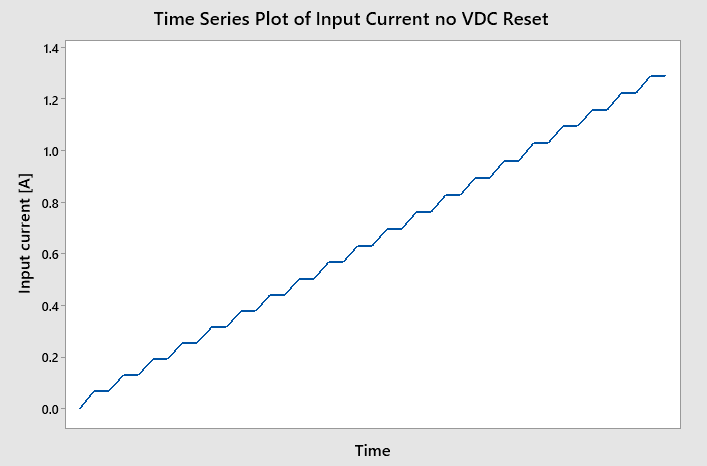 Time Series Plot of Input Current no VDC Reset
1.4
1.2
1.0
0.8
0.6
0.4
0.2
0.0
Input current [A]
Time